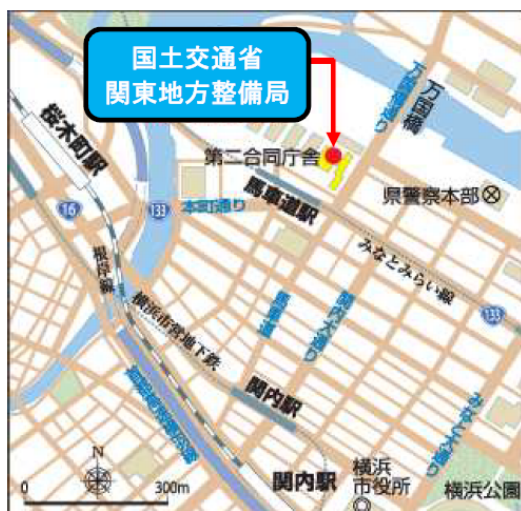 国土交通省
関東地方整備局
桜木町駅
万国橋通り
万国橋
第二合同庁舎
県警察本部
馬車道駅
本町通り
16
133
みなとみらい線
133
根岸線
横浜市営地下鉄
馬車道
関内大通り
関内駅
みなと大通り
N
0
300m
関内駅
横浜
市役所
横浜公園